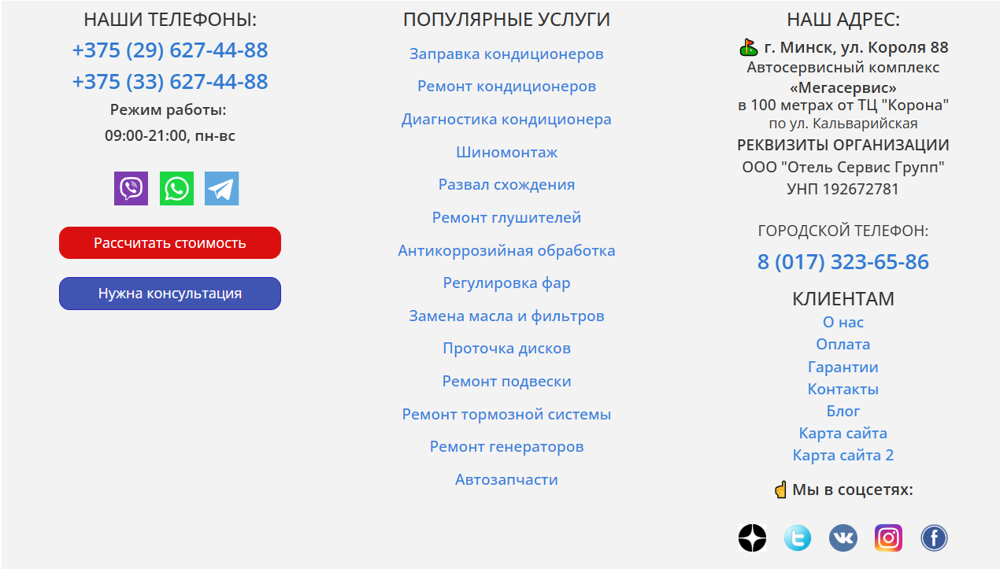 НАШИ ТЕЛЕФОНЫ:
+375 (29) 627-44-88
+375 (33) 627-44-88
Режим работы:
09:00-21:00, пн-вс
Рассчитать стоимость
Нужна консультация
ПОПУЛЯРНЫЕ УСЛУГИ
Заправка кондиционеров
Ремонт кондиционеров
Диагностика кондиционера
Шиномонтаж
Развал схождения
Ремонт глушителей
Антикоррозийная обработка
Регулировка фар
Замена масла и фильтров
Проточка дисков
Ремонт подвески
Ремонт тормозной системы
Ремонт генераторов
Автозапчасти
НАШ АДРЕС:
г. Минск, ул. Короля 88
Автосервисный комплекс
«Мегасервис»
в 100 метрах от ТЦ "Корона"
по ул. Кальварийская
РЕКВИЗИТЫ ОРГАНИЗАЦИИ
ООО "Отель Сервис Групп"
УНП 192672781
ГОРОДСКОЙ ТЕЛЕФОН:
8 (017) 323-65-86
КЛИЕНТАМ
О нас
Оплата
Гарантии
Контакты
Блог
Карта сайта
Карта сайта 2
Мы в соцсетях: